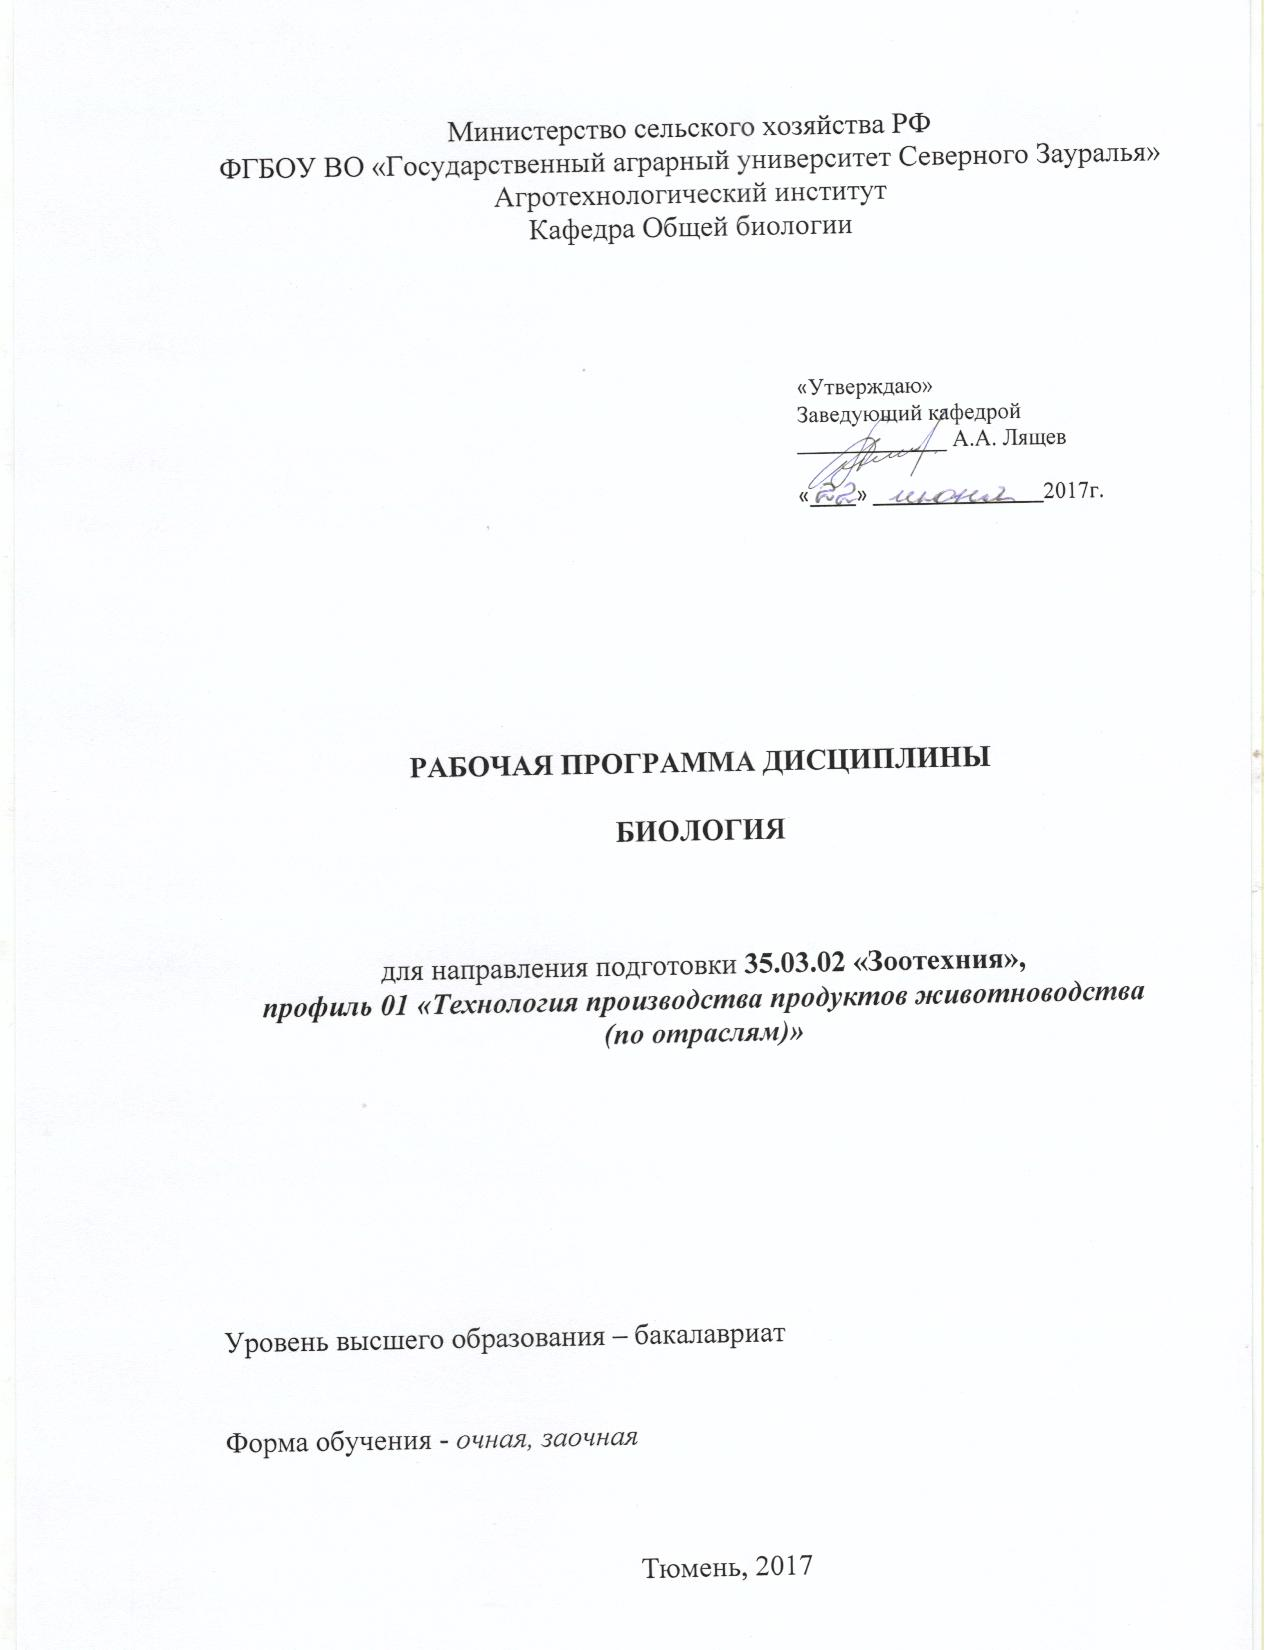 Министерство сельского хозяйства РФ
ФГБОУ ВО «Государственный аграрный университет Северного Зауралья»
Агротехнологический институт
Кафедра Общей биологии
«Утверждаю»
Заведующий кафедрой
А.А. Лящев
«22» июня 2017г.
РАБОЧАЯ ПРОГРАММА ДИСЦИПЛИНЫ
БИОЛОГИЯ
для направления подготовки 35.03.02 «Зоотехния»,
профиль 01 «Технология производства продуктов животноводства
(по отраслям)»
Уровень высшего образования – бакалавриат
Форма обучения - очная, заочная
Тюмень, 2017